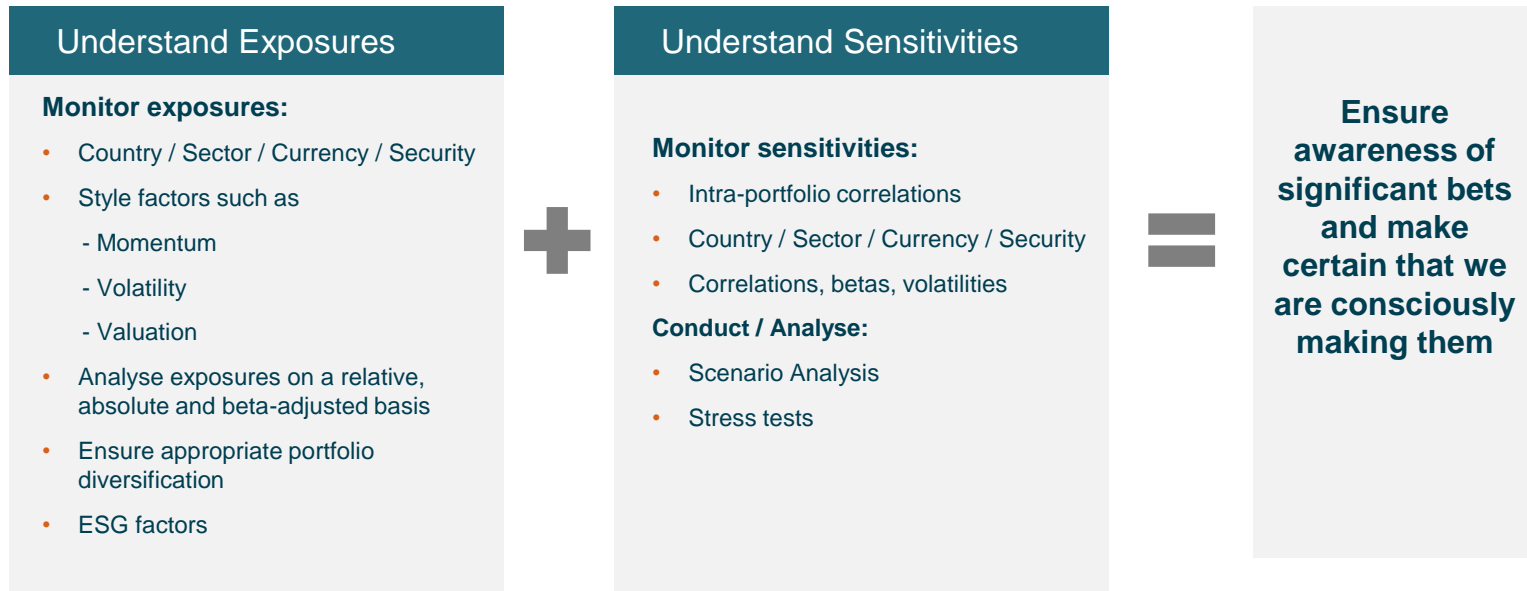 Understand Exposures
Monitor exposures:
• Country / Sector / Currency / Security
• Style factors such as
- Momentum
- Volatility
- Valuation
• Analyse exposures on a relative,
absolute and beta-adjusted basis
• Ensure appropriate portfolio
diversification
• ESG factors
Understand Sensitivities
Monitor sensitivities:
• Intra-portfolio correlations
• Country / Sector / Currency / Security
• Correlations, betas, volatilities
Conduct / Analyse:
• Scenario Analysis
• Stress tests
Ensure
awareness of
significant bets
and make
certain that we
are consciously
making them